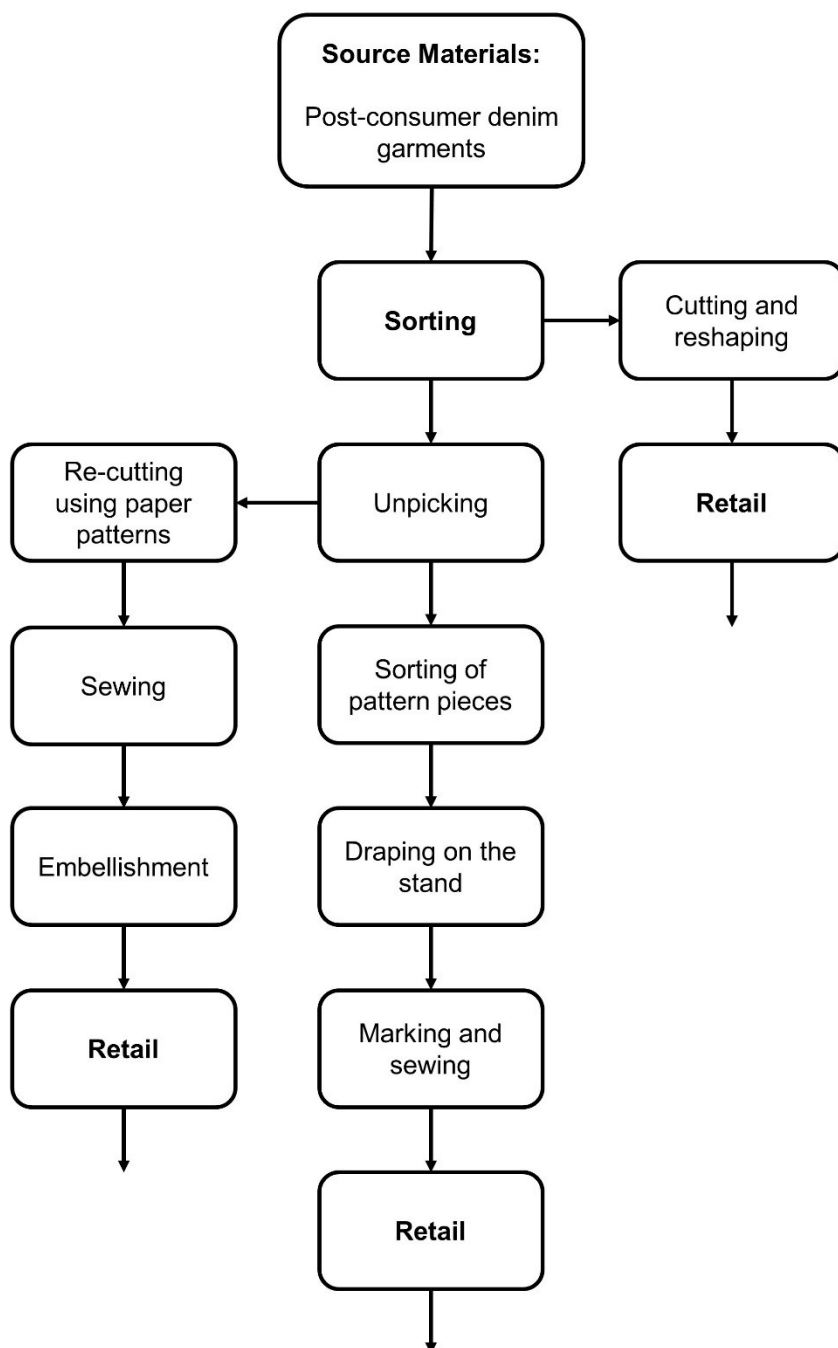 Source Materials:
Post-consumer denim
garments
Sorting
Cutting and
reshaping
Re-cutting
using paper
patterns
Unpicking
Retail
Sewing
Sorting of
pattern pieces
Embellishment
Draping on the
stand
Retail
Marking and
sewing
Retail